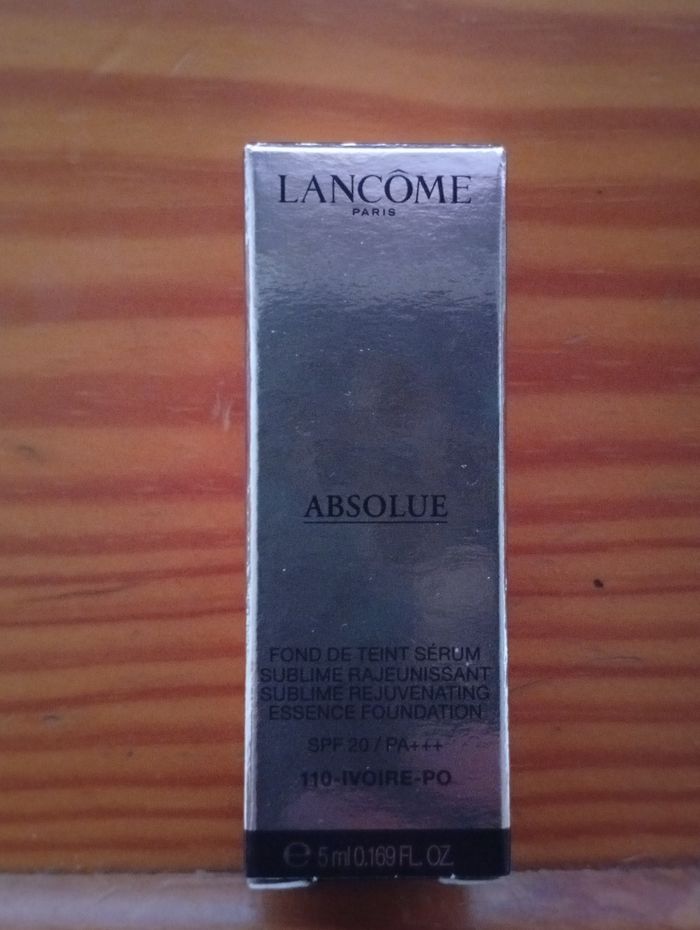 LANCÔME
PARIS
ABSOLUE
FOND DE TEINT SÉRUM
SUBLIME RAJEUNISSANT
SUBLIME REJUVENATING
ESSENCE FOUNDATION
SPF 20 / PA+++
110-IVOIRE-PO
℮ 5 ml 0.169 FL. OZ.